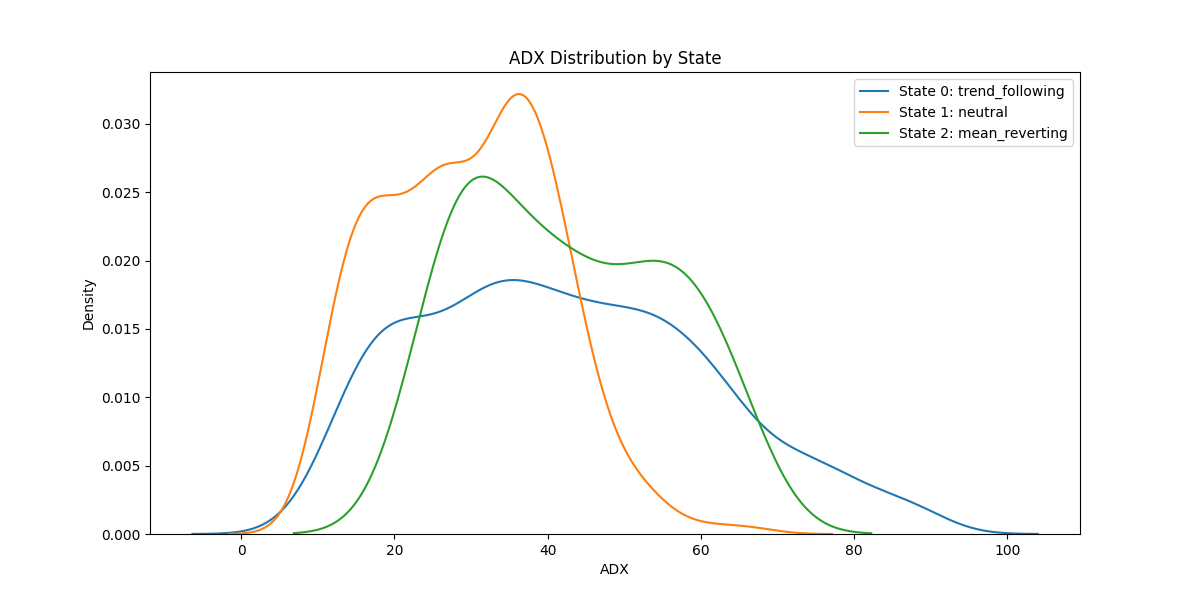 ADX Distribution by State
State 0: trend_following
State 1: neutral
State 2: mean_reverting
Density
0.030
0.025
0.020
0.015
0.010
0.005
0.000
0 20 40 60 80 100
ADX